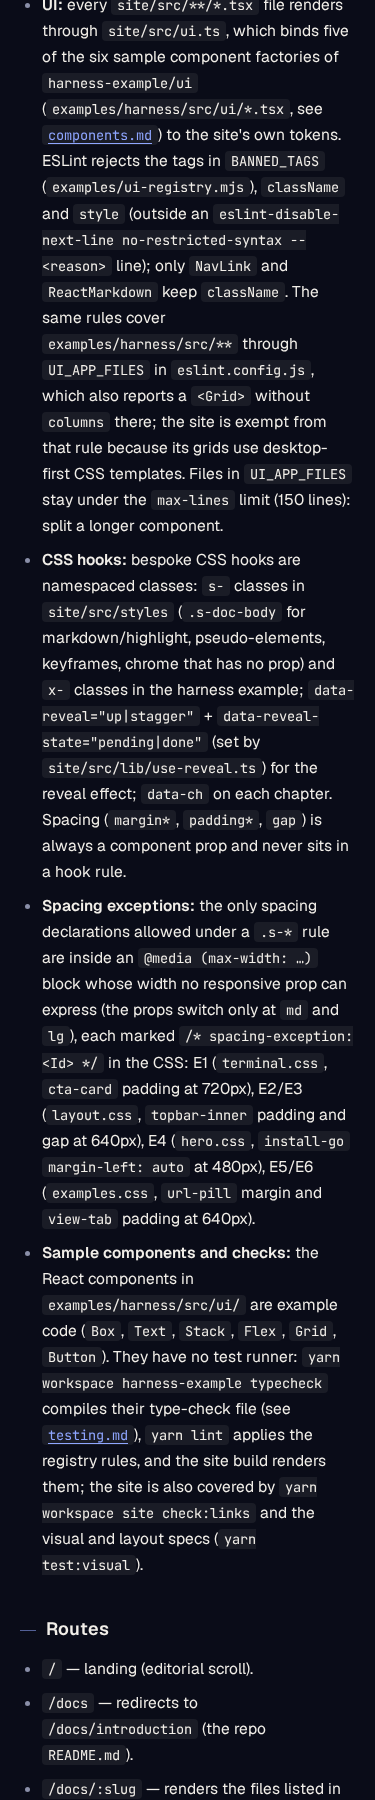 UI: every site/src/**/*.tsx file renders
through site/src/ui.ts, which binds five
of the six sample component factories of
harness-example/ui
(examples/harness/src/ui/*.tsx, see
components.md) to the site's own tokens.
ESLint rejects the tags in BANNED_TAGS
(examples/ui-registry.mjs), className
and style (outside an eslint-disable-
next-line no-restricted-syntax --
<reason> line); only NavLink and
ReactMarkdown keep className. The
same rules cover
examples/harness/src/** through
UI_APP_FILES in eslint.config.js,
which also reports a <Grid> without
columns there; the site is exempt from
that rule because its grids use desktop-
first CSS templates. Files in UI_APP_FILES
stay under the max-lines limit (150 lines):
split a longer component.
CSS hooks: bespoke CSS hooks are
namespaced classes: s- classes in
site/src/styles (.s-doc-body for
markdown/highlight, pseudo-elements,
keyframes, chrome that has no prop) and
x- classes in the harness example; data-
reveal="up|stagger" + data-reveal-
state="pending|done" (set by
site/src/lib/use-reveal.ts) for the
reveal effect; data-ch on each chapter.
Spacing (margin*, padding*, gap) is
always a component prop and never sits in
a hook rule.
Spacing exceptions: the only spacing
declarations allowed under a .s-* rule
are inside an @media (max-width: …)
block whose width no responsive prop can
express (the props switch only at md and
lg), each marked /* spacing-exception:
<Id> */ in the CSS: E1 (terminal.css,
cta-card padding at 720px), E2/E3
(layout.css, topbar-inner padding and
gap at 640px), E4 (hero.css, install-go
margin-left: auto at 480px), E5/E6
(examples.css, url-pill margin and
view-tab padding at 640px).
Sample components and checks: the
React components in
examples/harness/src/ui/ are example
code (Box, Text, Stack, Flex, Grid,
Button). They have no test runner: yarn
workspace harness-example typecheck
compiles their type-check file (see
testing.md), yarn lint applies the
registry rules, and the site build renders
them; the site is also covered by yarn
workspace site check:links and the
visual and layout specs (yarn
test:visual).
— Routes
/ — landing (editorial scroll).
/docs — redirects to
/docs/introduction (the repo
README.md).
/docs/:slug — renders the files listed in